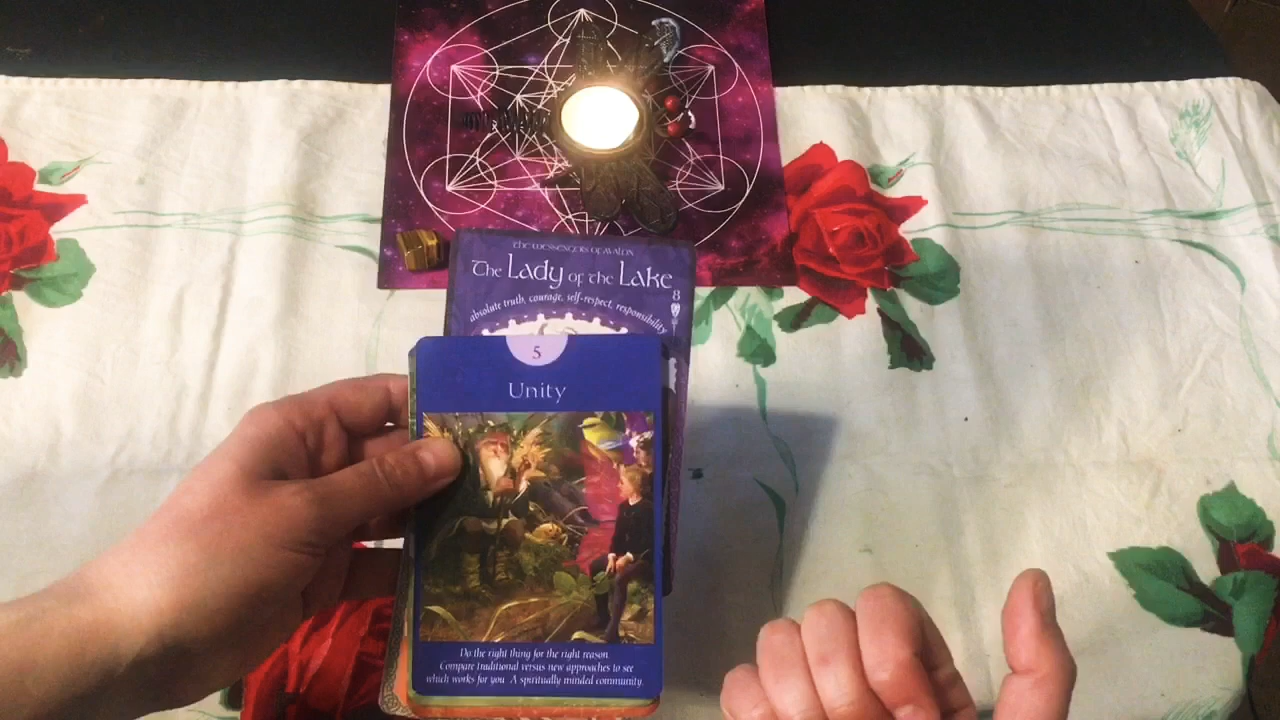 THE MESSENGERS OF AVALON
The Lady of the Lake
8
absolute truth, courage, self-respect, responsibility
5
Unity
Do the right thing for the right reason.
Compare traditional versus new approaches to see
which works for you. A spiritually minded community.